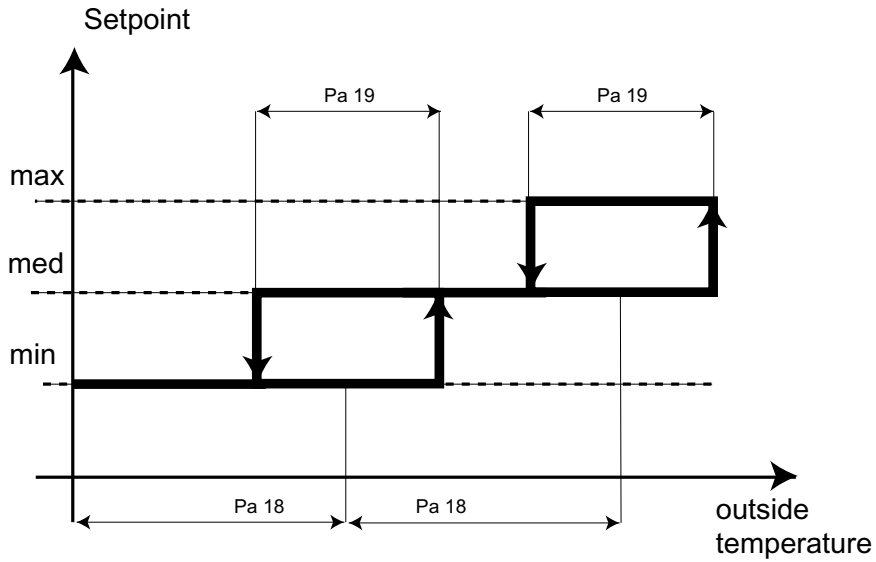 Setpoint
Pa 19
Pa 19
max
med
min
Pa 18
Pa 18
outside
temperature